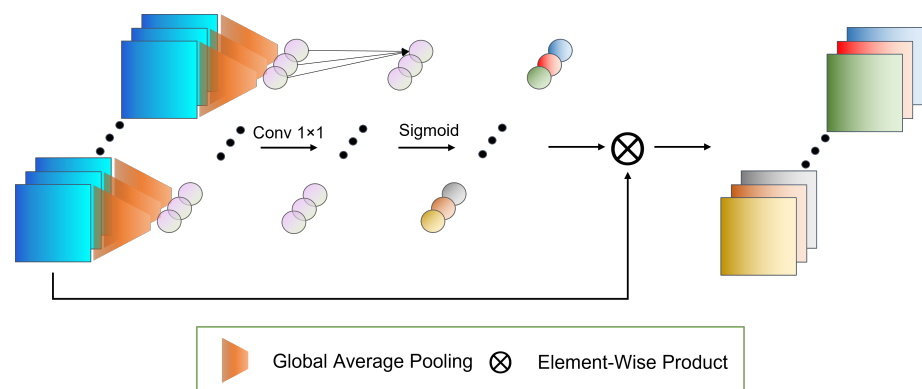 Conv 1×1
Sigmoid
Global Average Pooling
Element-Wise Product